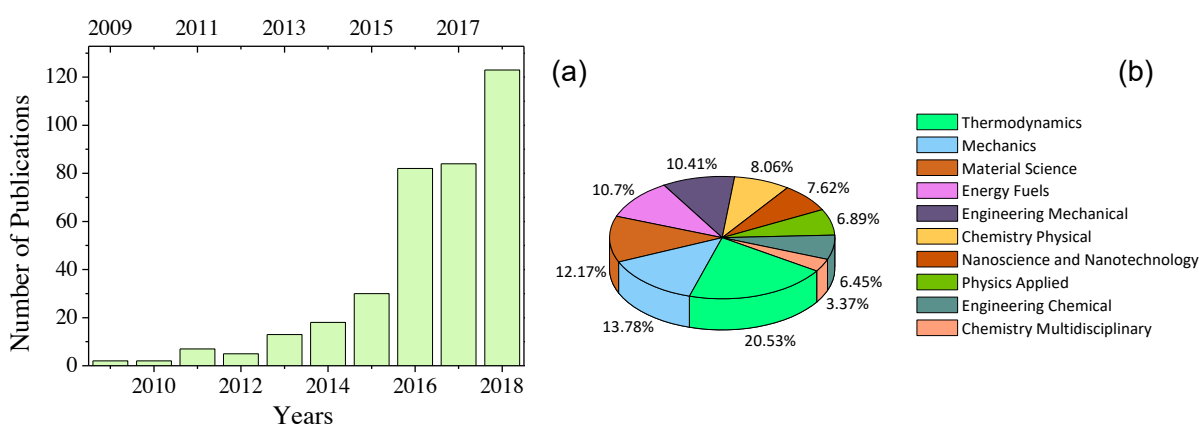 2009 2011 2013 2015 2017
(a)
Number of Publications
120
100
80
60
40
20
0
2010 2012 2014 2016 2018
Years
(b)
10.41%
8.06%
7.62%
6.89%
6.45%
3.37%
20.53%
13.78%
12.17%
10.7%
Thermodynamics
Mechanics
Material Science
Energy Fuels
Engineering Mechanical
Chemistry Physical
Nanoscience and Nanotechnology
Physics Applied
Engineering Chemical
Chemistry Multidisciplinary